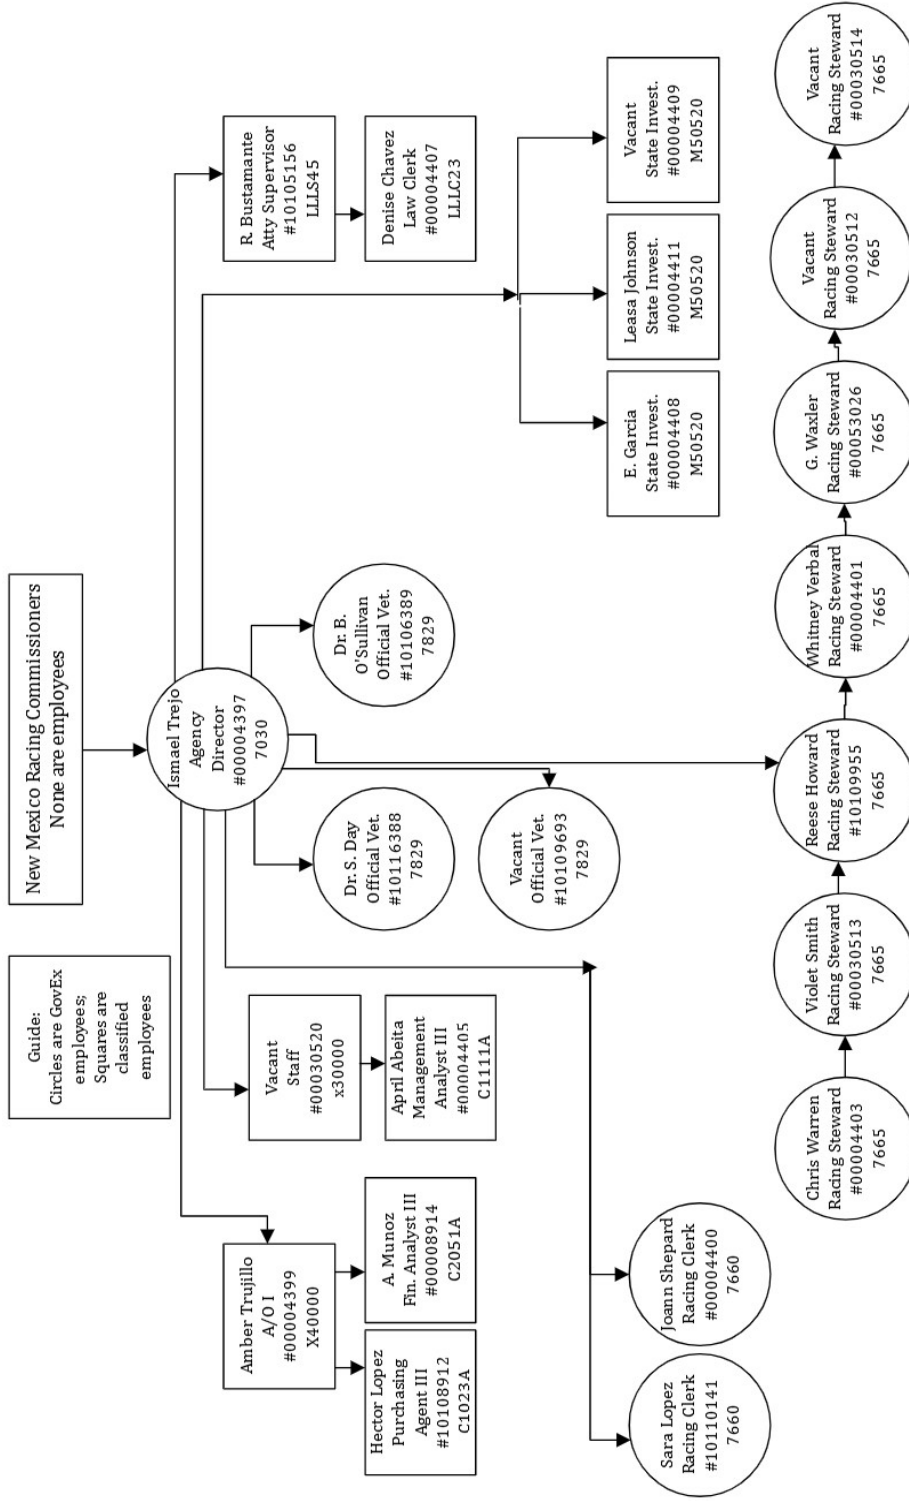 New Mexico Racing Commissioners
None are employees
Guide:
Circles are GovEx
employees;
Squares are
classified
employees
Ismael Trejo
Agency
Director
#00004397
7030
Amber Trujillo
A/O I
#00004399
X40000
Hector Lopez
Purchasing
Agent III
#10108912
C1023A
A. Munoz
Fin. Analyst III
#00008914
C2051A
Vacant
Staff
#00030520
x30000
April Abeita
Management
Analyst III
#00004405
C1111A
Dr. S. Day
Official Vet.
#10116388
7829
Dr. B.
O'Sullivan
Official Vet.
#10106389
7829
Vacant
Official Vet.
#10109693
7829
R. Bustamante
Atty Supervisor
#10105156
LLLS45
Denise Chavez
Law Clerk
#00004407
LLLC23
E. Garcia
State Invest.
#00004408
M50520
Leasa Johnson
State Invest.
#00004411
M50520
Vacant
State Invest.
#00004409
M50520
Sara Lopez
Racing Clerk
#10110141
7660
Joann Shepard
Racing Clerk
#00004400
7660
Chris Warren
Racing Steward
#00004403
7665
Violet Smith
Racing Steward
#00030513
7665
Reese Howard
Racing Steward
#10109955
7665
Whitney Verbal
Racing Steward
#00004401
7665
G. Waxler
Racing Steward
#00053026
7665
Vacant
Racing Steward
#00030512
7665
Vacant
Racing Steward
#00030514
7665